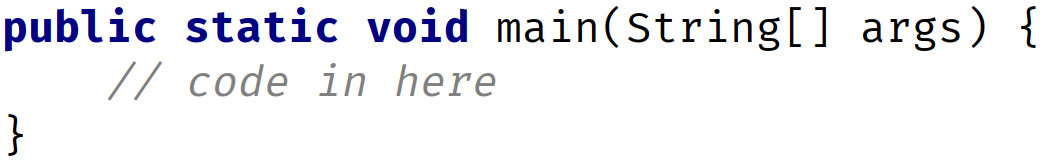 public static void main(String[] args) {
    // code in here
}